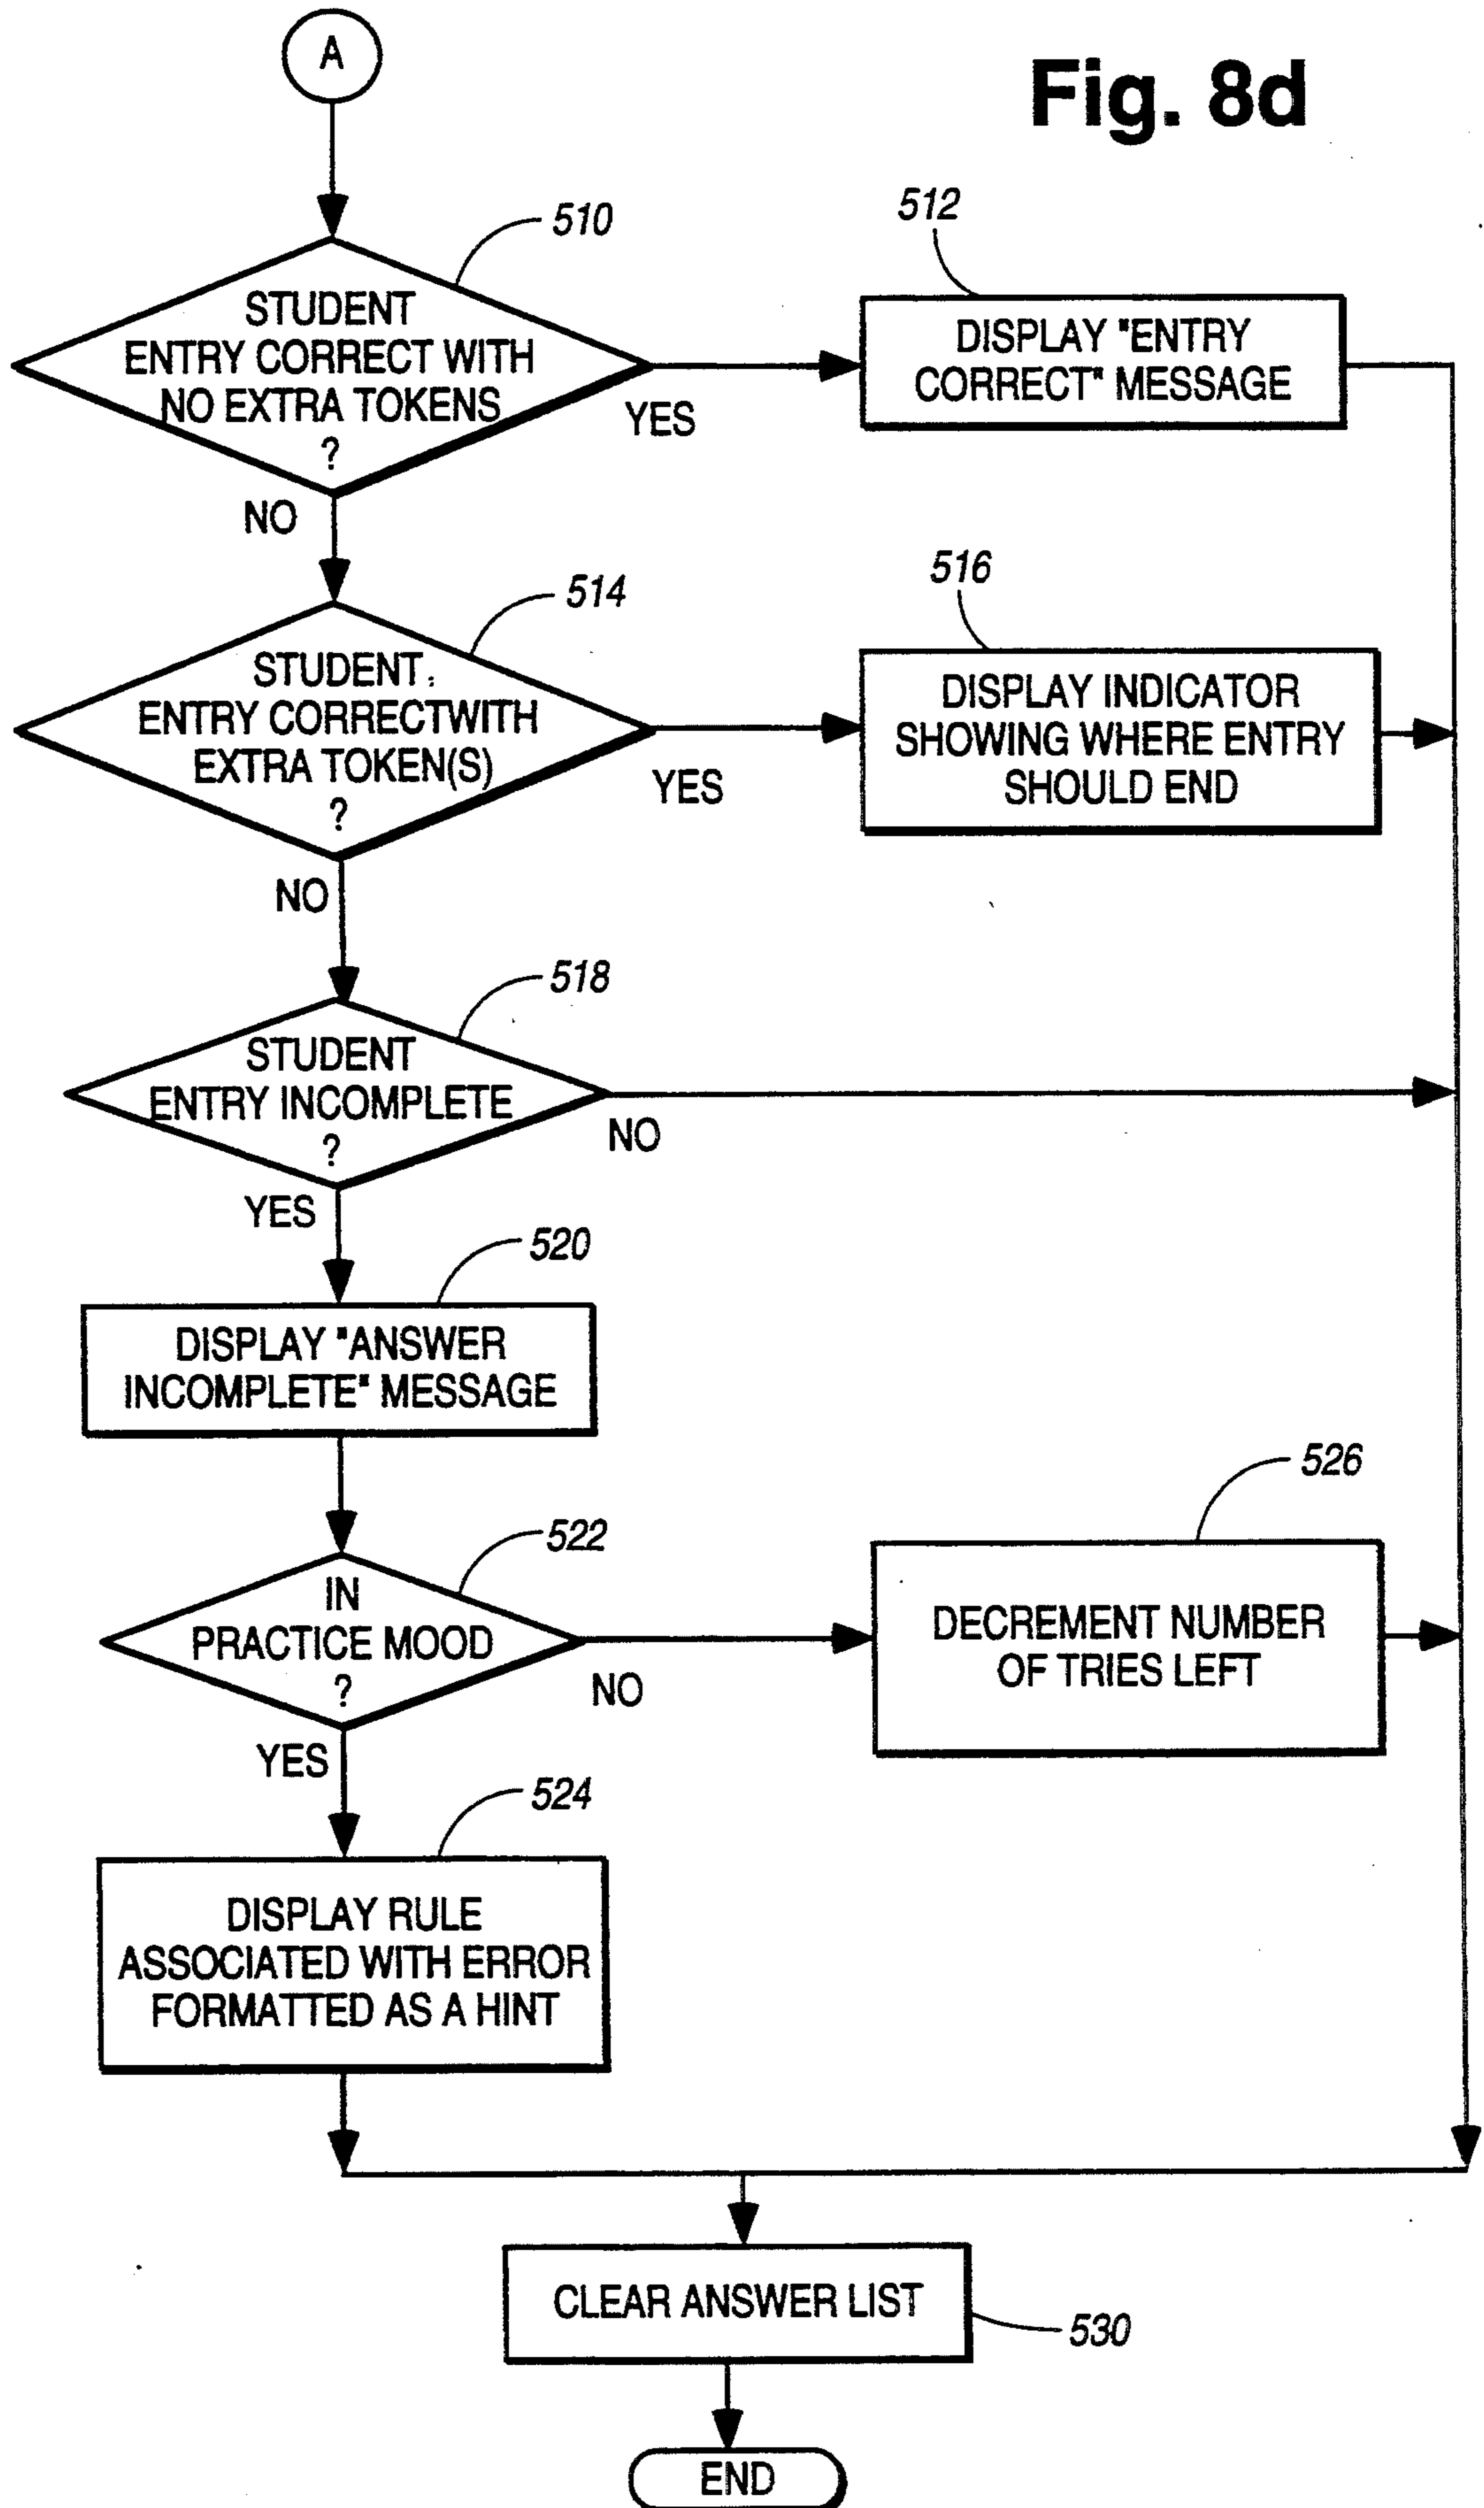 A
Fig. 8d
510
512
STUDENT
ENTRY CORRECT WITH
NO EXTRA TOKENS
?
YES
NO
DISPLAY "ENTRY
CORRECT" MESSAGE
514
516
STUDENT
ENTRY CORRECTWITH
EXTRA TOKEN(S)
?
YES
NO
DISPLAY INDICATOR
SHOWING WHERE ENTRY
SHOULD END
518
STUDENT
ENTRY INCOMPLETE
?
NO
YES
520
DISPLAY "ANSWER
INCOMPLETE" MESSAGE
522
526
IN
PRACTICE MOOD
?
NO
YES
DECREMENT NUMBER
OF TRIES LEFT
524
DISPLAY RULE
ASSOCIATED WITH ERROR
FORMATTED AS A HINT
CLEAR ANSWER LIST
530
END